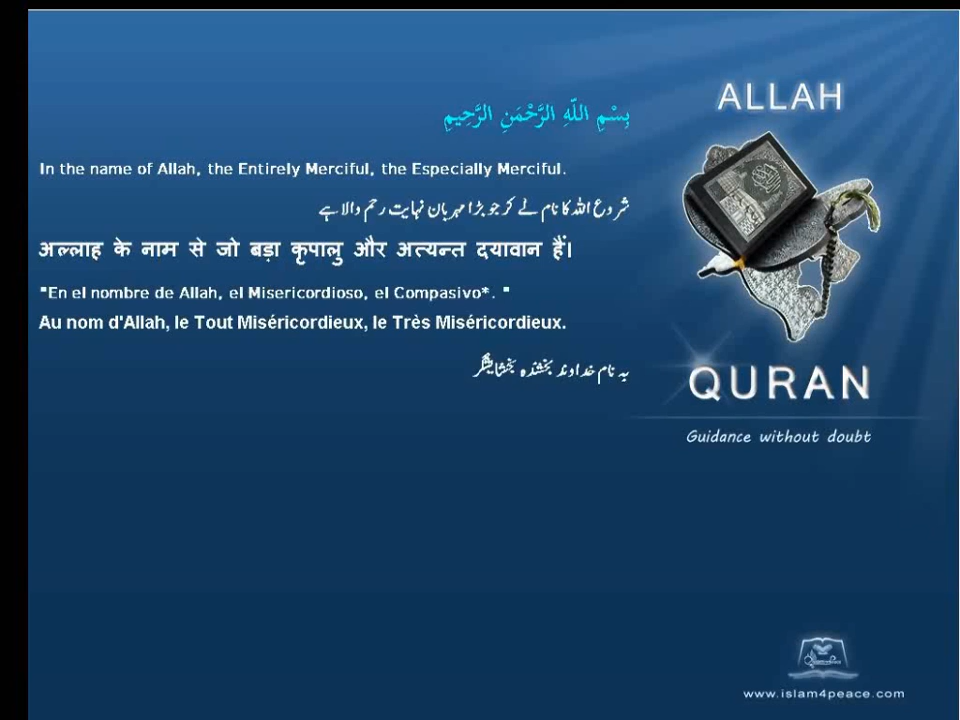 بِسْمِ اللّهِ الرَّحْمَنِ الرَّحِيمِ
In the name of Allah, the Entirely Merciful, the Especially Merciful.
شروع الله کا نام لے کر جو بڑا مہربان نہایت رحم والا ہے
अल्लाह के नाम से जो बड़ा कृपालु और अत्यन्त दयावान हैं।
"En el nombre de Allah, el Misericordioso, el Compasivo*. "
Au nom d'Allah, le Tout Miséricordieux, le Très Miséricordieux.
به نام خداوند بخشنده بخشایشگر
ALLAH
QURAN
Guidance without doubt
www.islam4peace.com